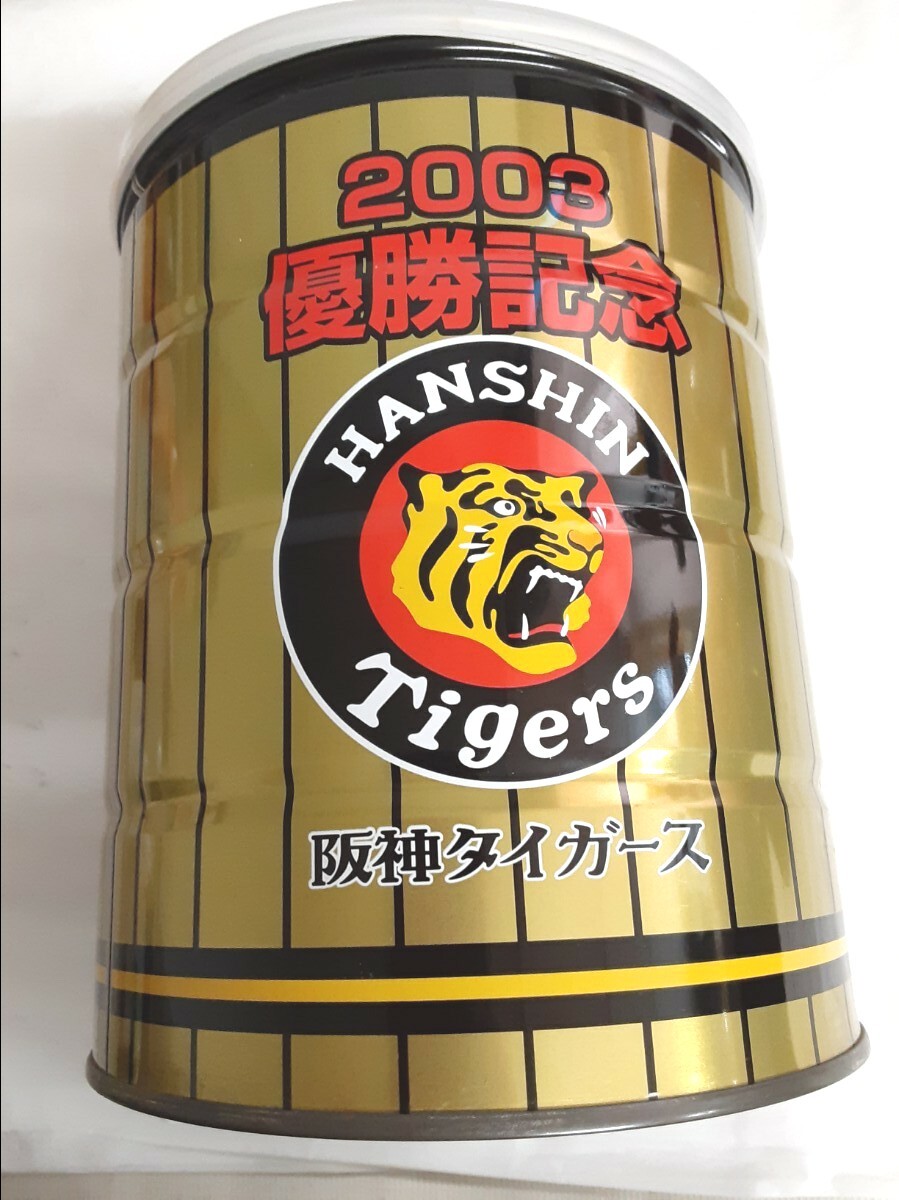 2003
優勝記念
HANSHIN
Tigers
阪神タイガース